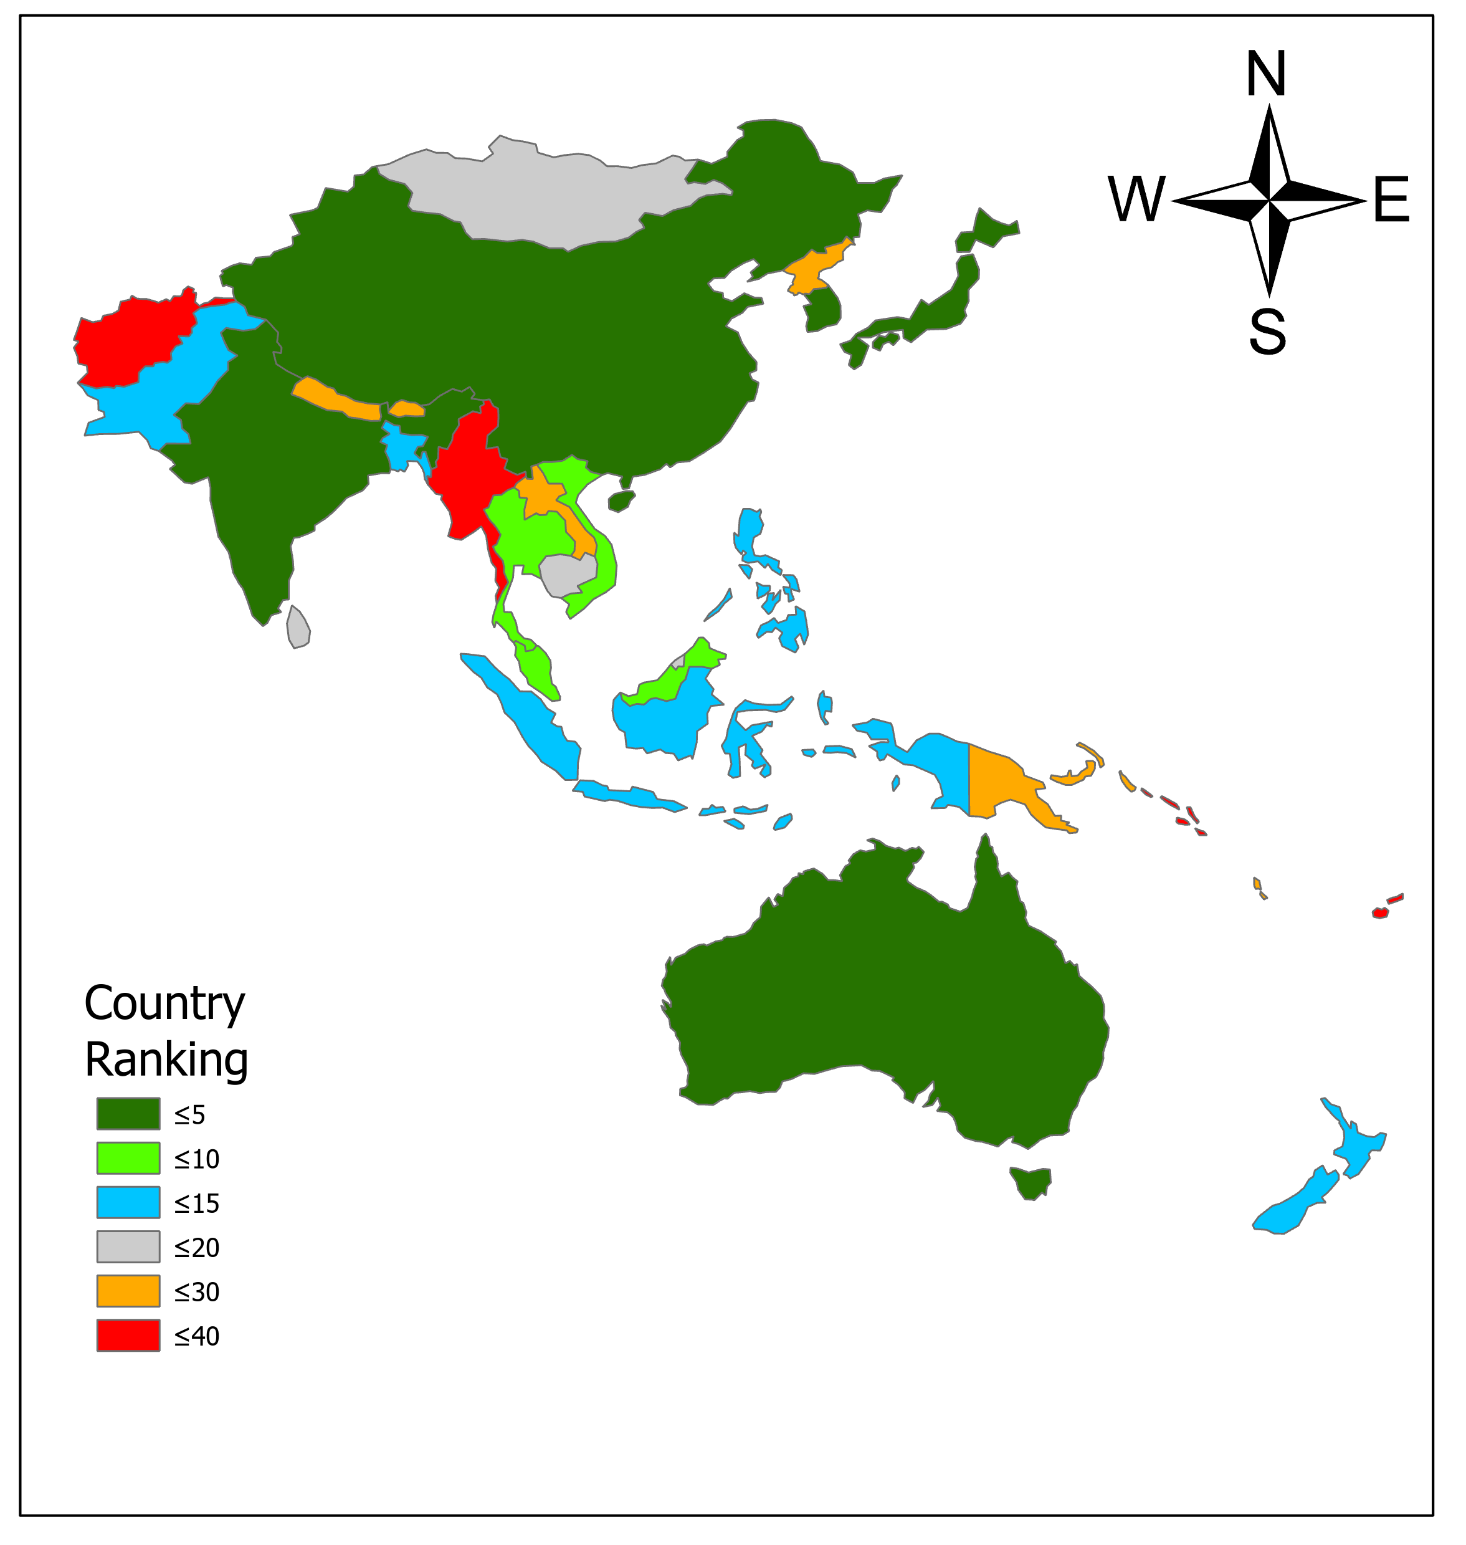 N
W E
S
Country
Ranking
≤5
≤10
≤15
≤20
≤30
≤40